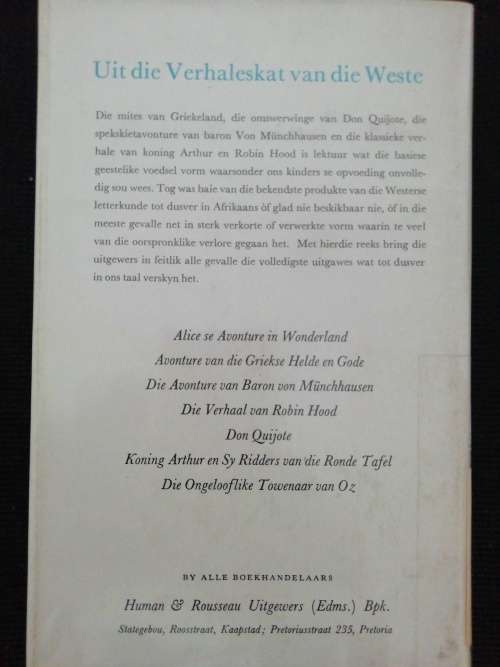 Uit die Verhaleskat van die Weste
Die mites van Griekeland, die omswerwinge van Don Quijote, die
spekskietavonture van baron Von Münchhausen en die klassieke ver-
hale van koning Arthur en Robin Hood is lektuur wat die basiese
geestelike voedsel vorm waarsonder ons kinders se opvoeding onvolle-
dig sou wees. Tog was baie van die bekendste produkte van die Westerse
letterkunde tot dusver in Afrikaans òf glad nie beskikbaar nie, òf in die
meeste gevalle net in sterk verkorte of verwerkte vorm waarin te veel
van die oorspronklike verlore gegaan het. Met hierdie reeks bring die
uitgewers in feitlik alle gevalle die volledigste uitgawes wat tot dusver
in ons taal verskyn het.
Alice se Avonture in Wonderland
Avonture van die Griekse Helde en Gode
Die Avonture van Baron von Münchhausen
Die Verhaal van Robin Hood
Don Quijote
Koning Arthur en Sy Ridders van die Ronde Tafel
Die Ongelooflike Towenaar van Oz
BY ALLE BOEKHANDELAARS
Human & Rousseau Uitgewers (Edms.) Bpk.
Stategebou, Roosstraat, Kaapstad; Pretoriusstraat 235, Pretoria